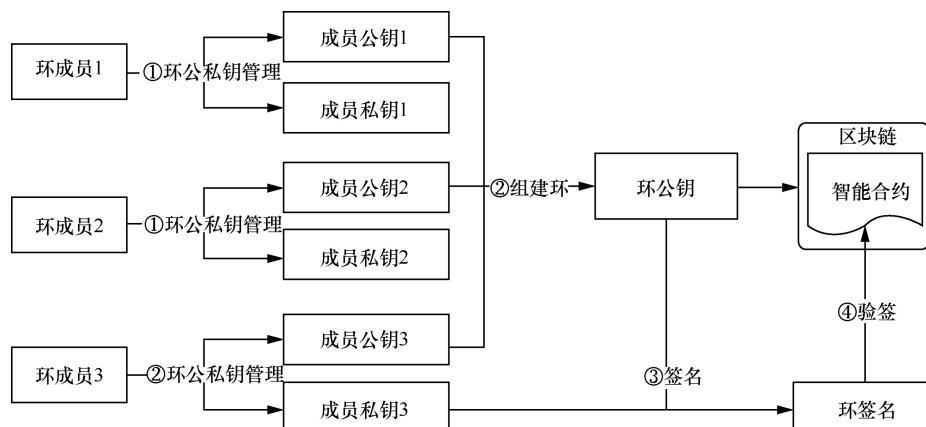 环成员1
①环公私钥管理
成员公钥1
成员私钥1
环成员2
①环公私钥管理
成员公钥2
成员私钥2
环成员3
②环公私钥管理
成员公钥3
成员私钥3
②组建环
环公钥
区块链
智能合约
③签名
④验签
环签名